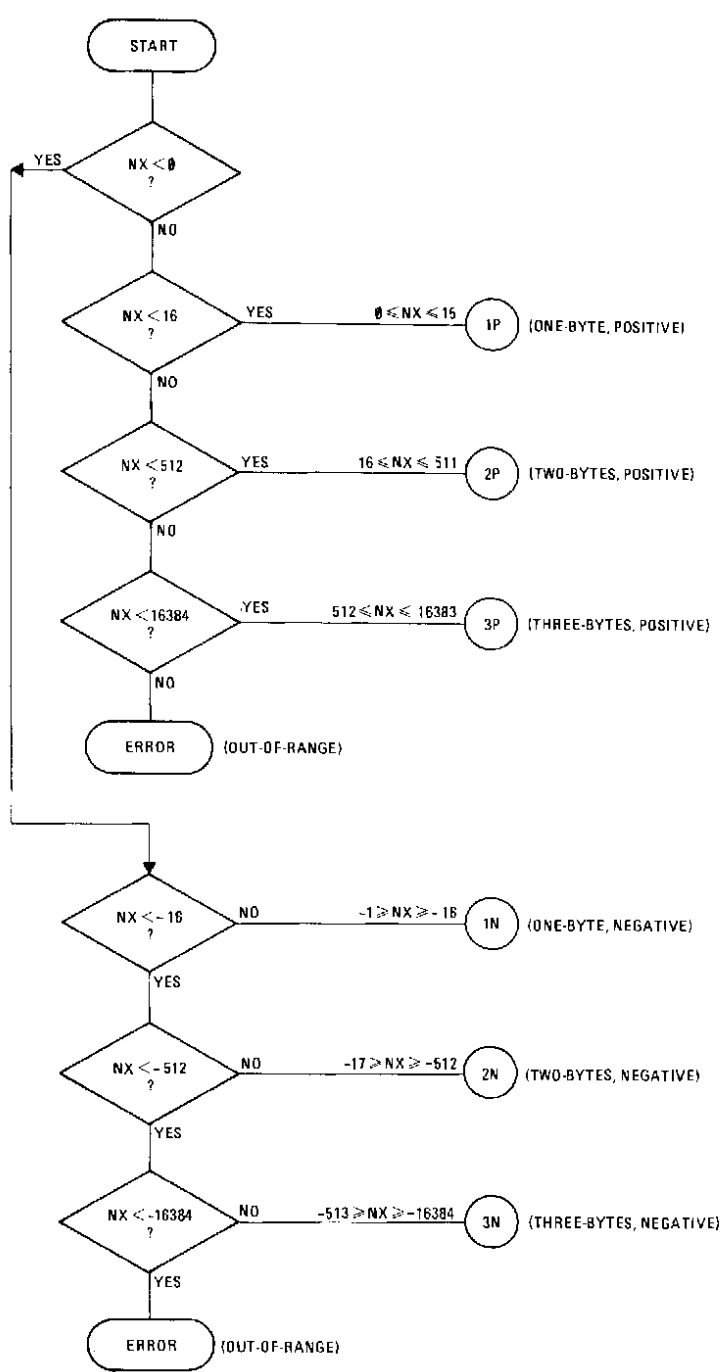 START
YES
NX < 0
?
NO
NX < 16
?
YES
0 ⩽ NX ⩽ 15
1P
(ONE-BYTE, POSITIVE)
NO
NX < 512
?
YES
16 ⩽ NX ⩽ 511
2P
(TWO-BYTES, POSITIVE)
NO
NX < 16384
?
YES
512 ⩽ NX ⩽ 16383
3P
(THREE-BYTES, POSITIVE)
NO
ERROR
(OUT-OF-RANGE)
NX < -16
?
NO
-1 ⩾ NX ⩾ -16
1N
(ONE-BYTE, NEGATIVE)
YES
NX < -512
?
NO
-17 ⩾ NX ⩾ -512
2N
(TWO-BYTES, NEGATIVE)
YES
NX < -16384
?
NO
-513 ⩾ NX ⩾ -16384
3N
(THREE-BYTES, NEGATIVE)
YES
ERROR
(OUT-OF-RANGE)